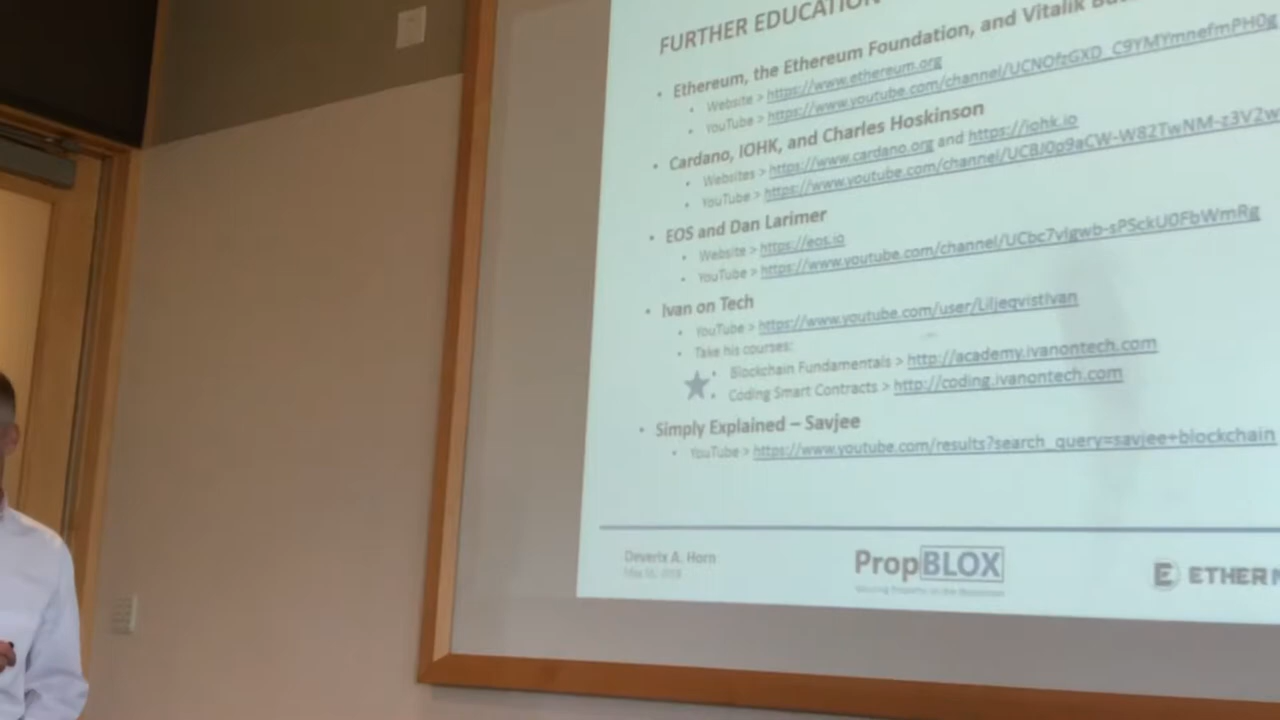 FURTHER EDUCATION
• Ethereum, the Ethereum Foundation, and Vitalik
• Website > https://www.ethereum.org
• YouTube > https://www.youtube.com/channel/UCNOfzGXD_C9YMYmnefmPH0g
• Cardano, IOHK, and Charles Hoskinson
• Websites > https://www.cardano.org and https://iohk.io
• YouTube > https://www.youtube.com/channel/UCBJ0p9aCW-W82TwNM-z3V2w
• EOS and Dan Larimer
• Website > https://eos.io
• YouTube > https://www.youtube.com/channel/UCbc7vlgwb-sPSckU0FbWmRg
• Ivan on Tech
• YouTube > https://www.youtube.com/user/LiljeqvistIvan
• Take his courses:
• Blockchain Fundamentals > http://academy.ivanontech.com
• Coding Smart Contracts > http://coding.ivanontech.com
• Simply Explained – Savjee
• YouTube > https://www.youtube.com/results?search_query=savjee+blockchain
Deverix A. Horn
PropBLOX
ETHER